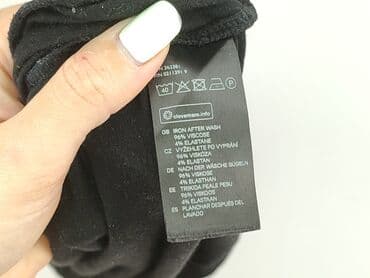 40 P
clevercare.info
GB IRON AFTER WASH
96% VISCOSE
4% ELASTANE
CZ VYŽEHLETE PO VYPRÁNÍ
96% VISKÓZA
4% ELASTAN
DE NACH DER WÄSCHE BÜGELN
96% VISKOSE
4% ELASTHAN
EE TRIIKIDA PEALE PESU
96% VISKOOS
4% ELASTAAN
ES PLANCHAR DESPUÉS DEL
LAVADO